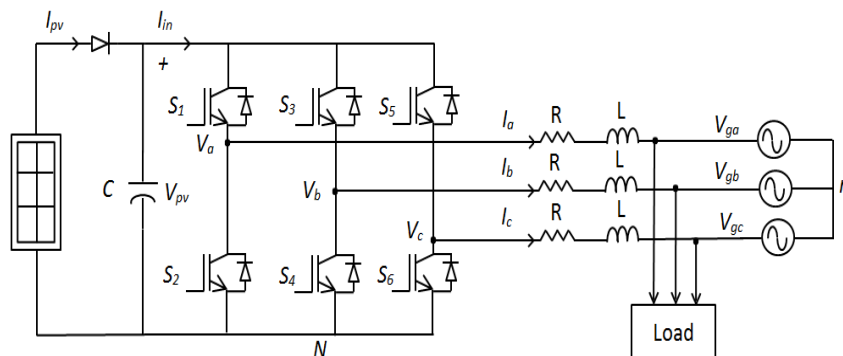 Ipv
Iin
+
S1
S3
S5
Va
Ia
R
L
Vga
C
Vpv
Vb
Ib
R
L
Vgb
n
Vc
Ic
R
L
Vgc
S2
S4
S6
N
Load